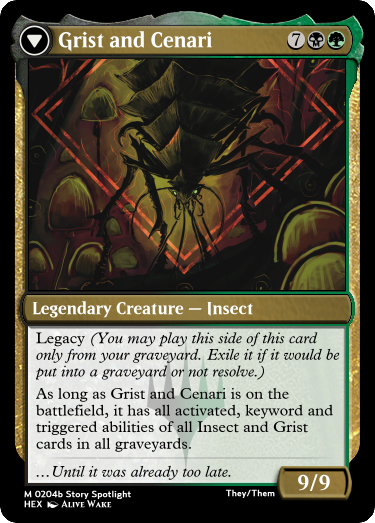 Grist and Cenari 7
Legendary Creature — Insect
Legacy (You may play this side of this card
only from your graveyard. Exile it if it would be
put into a graveyard or not resolve.)
As long as Grist and Cenari is on the
battlefield, it has all activated, keyword and
triggered abilities of all Insect and Grist
cards in all graveyards.
…Until it was already too late.
9/9
M 0204b Story Spotlight They/Them
HEX Alive Wake